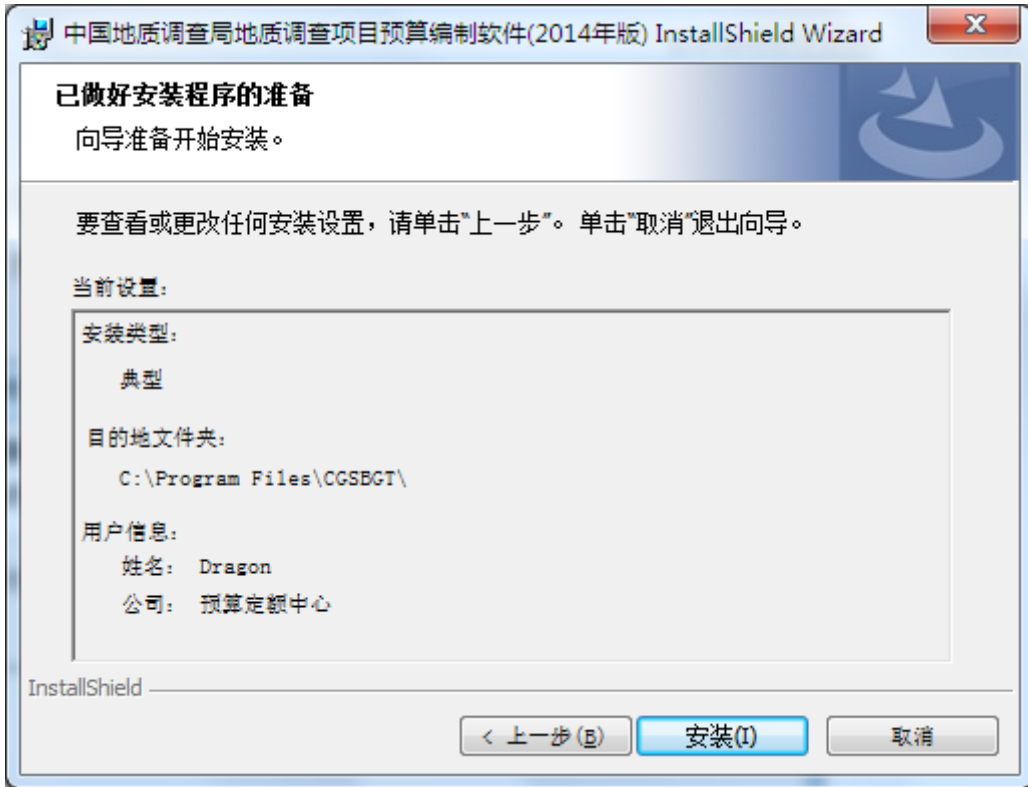 中国地质调查局地质调查项目预算编制软件(2014年版) InstallShield Wizard
已做好安装程序的准备
向导准备开始安装。
要查看或更改任何安装设置，请单击“上一步”。 单击“取消”退出向导。
当前设置：
安装类型：
典型
目的地文件夹：
C:\Program Files\CGSBGT\
用户信息：
姓名： Dragon
公司： 预算定额中心
InstallShield
< 上一步(B) 安装(I) 取消